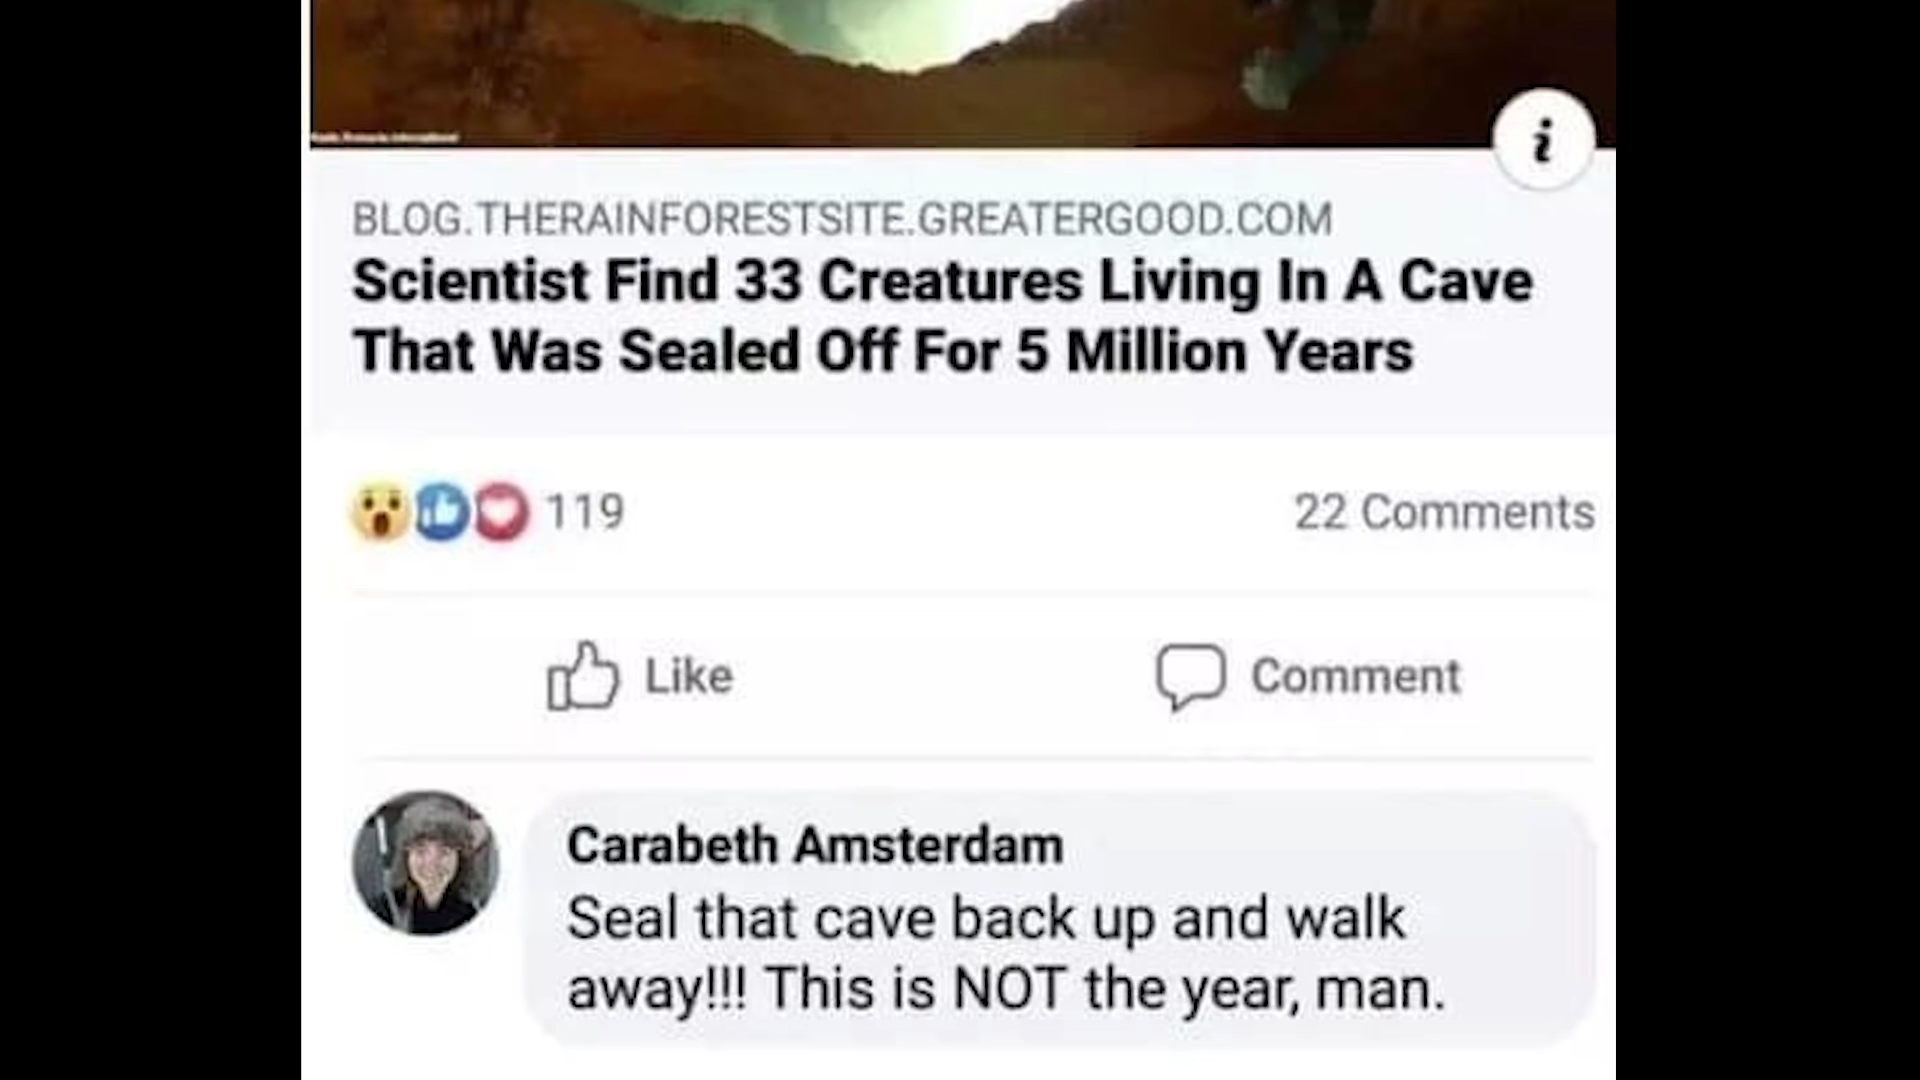 BLOG.THERAINFORESTSITE.GREATERGOOD.COM
Scientist Find 33 Creatures Living In A Cave
That Was Sealed Off For 5 Million Years
119
22 Comments
Like
Comment
Carabeth Amsterdam
Seal that cave back up and walk
away!!! This is NOT the year, man.